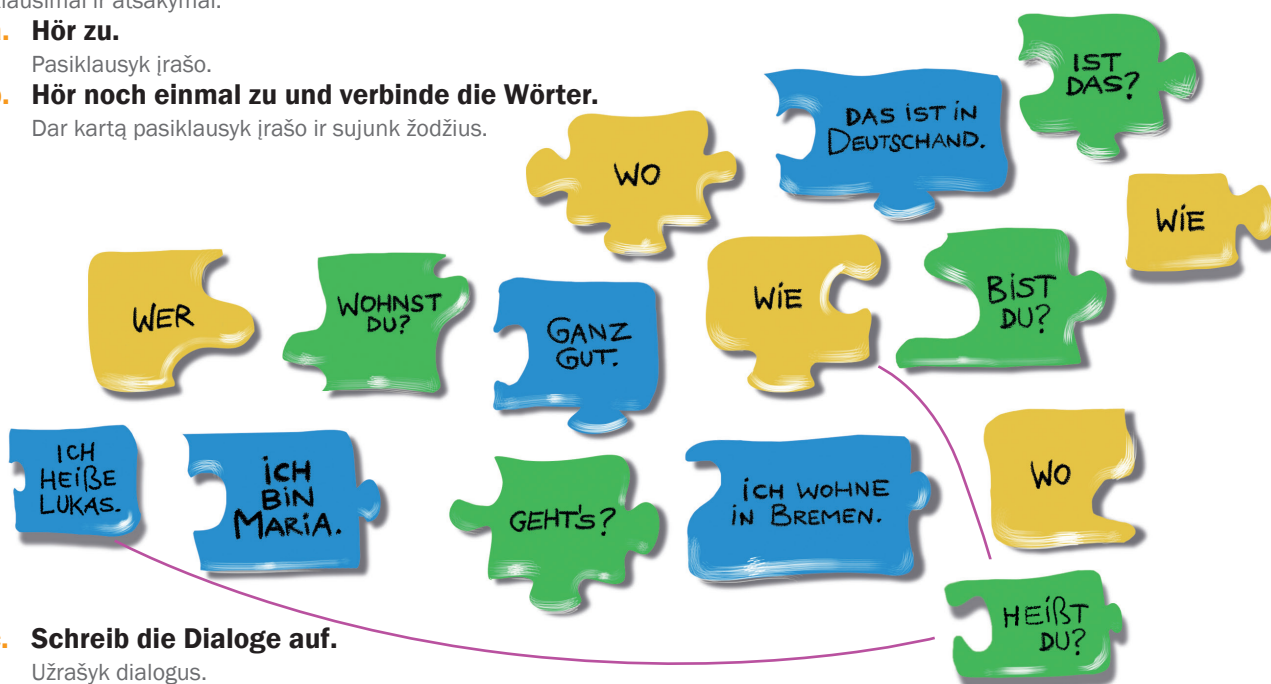 ausimai ir atsakymai.
Hör zu.
Pasiklausyk įrašo.
Hör noch einmal zu und verbinde die Wörter.
Dar kartą pasiklausyk įrašo ir sujunk žodžius.
IST
DAS?
DAS IST IN
DEUTSCHAND.
WO
WIE
WER
WOHNST
DU?
GANZ
GUT.
WIE
BIST
DU?
ICH
HEIßE
LUKAS.
ICH
BIN
MARIA.
GEHT'S?
ICH WOHNE
IN BREMEN.
WO
HEIßT
DU?
Schreib die Dialoge auf.
Užrašyk dialogus.